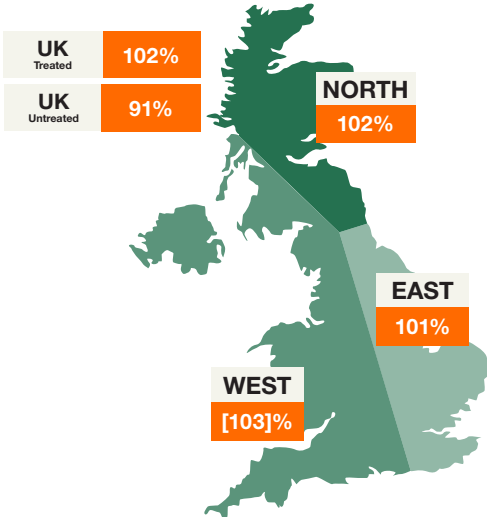 UK
Treated
102%
UK
Untreated
91%
NORTH
102%
EAST
101%
WEST
[103]%